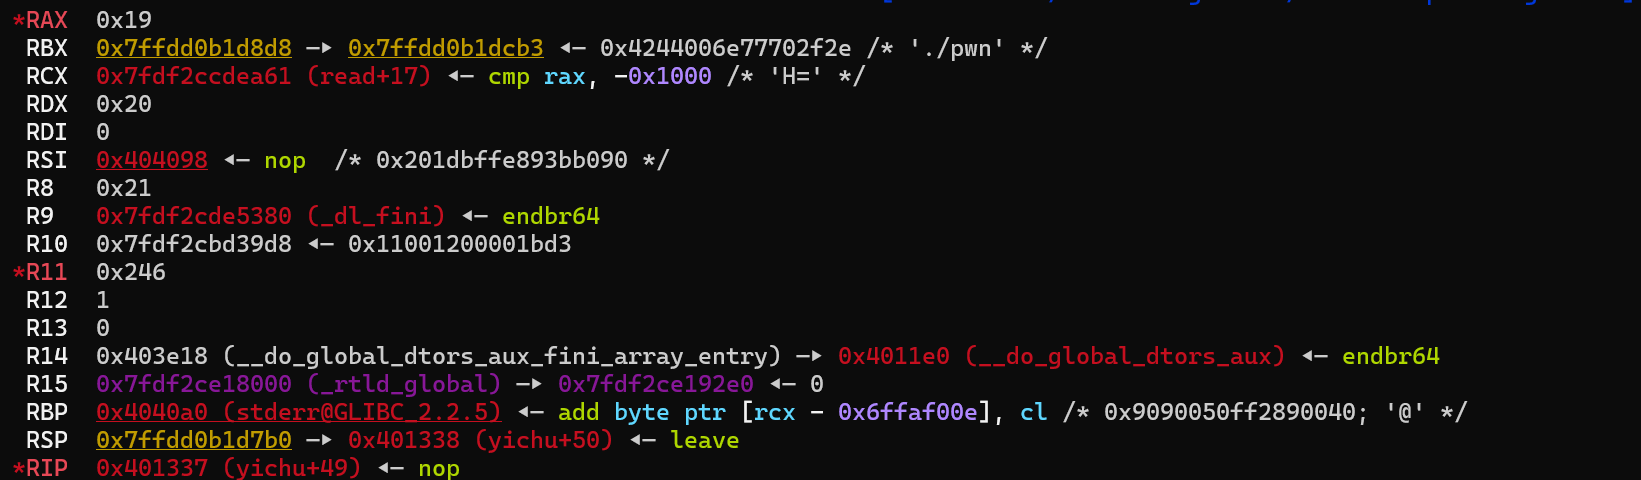 *RAX 0x19
RBX 0x7ffdd0b1d8d8 —▸ 0x7ffdd0b1dcb3 ◂— 0x4244006e77702f2e /* './pwn' */
RCX 0x7fdf2ccdea61 (read+17) ◂— cmp rax, -0x1000 /* 'H=' */
RDX 0x20
RDI 0
RSI 0x404098 ◂— nop /* 0x201dbffe893bb090 */
R8 0x21
R9 0x7fdf2cde5380 (_dl_fini) ◂— endbr64
R10 0x7fdf2cbd39d8 ◂— 0x11001200001bd3
*R11 0x246
R12 1
R13 0
R14 0x403e18 (__do_global_dtors_aux_fini_array_entry) —▸ 0x4011e0 (__do_global_dtors_aux) ◂— endbr64
R15 0x7fdf2ce18000 (_rtld_global) —▸ 0x7fdf2ce192e0 ◂— 0
RBP 0x4040a0 (stderr@GLIBC_2.2.5) ◂— add byte ptr [rcx - 0x6ffaf00e], cl /* 0x9090050ff2890040; '@' */
RSP 0x7ffdd0b1d7b0 —▸ 0x401338 (yichu+50) ◂— leave
*RIP 0x401337 (yichu+49) ◂— nop